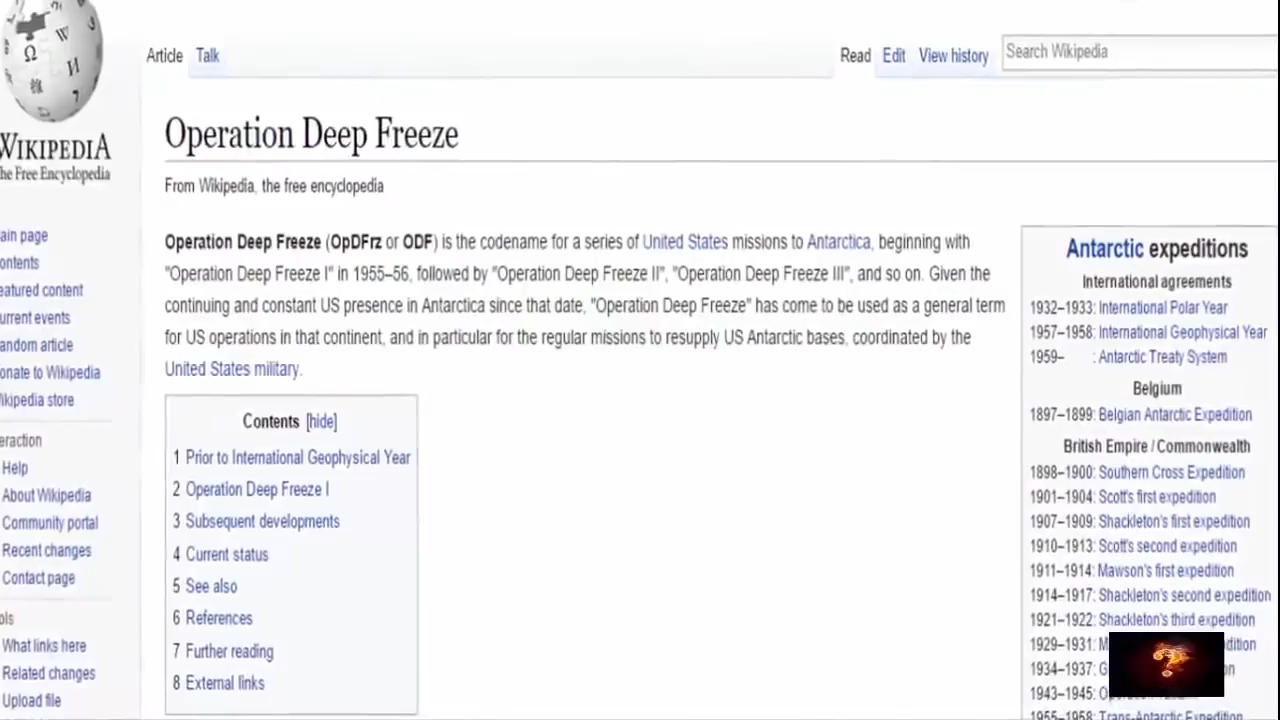 WIKIPEDIA
The Free Encyclopedia
Article Talk
Read Edit View history
Search Wikipedia
Operation Deep Freeze
From Wikipedia, the free encyclopedia
Operation Deep Freeze (OpDFrz or ODF) is the codename for a series of United States missions to Antarctica, beginning with
"Operation Deep Freeze I" in 1955–56, followed by "Operation Deep Freeze II", "Operation Deep Freeze III", and so on. Given the
continuing and constant US presence in Antarctica since that date, "Operation Deep Freeze" has come to be used as a general term
for US operations in that continent, and in particular for the regular missions to resupply US Antarctic bases, coordinated by the
United States military.
Contents [hide]
1 Prior to International Geophysical Year
2 Operation Deep Freeze I
3 Subsequent developments
4 Current status
5 See also
6 References
7 Further reading
8 External links
ain page
ontents
eatured content
urrent events
andom article
onate to Wikipedia
ikipedia store
eraction
Help
About Wikipedia
Community portal
Recent changes
Contact page
ols
What links here
Related changes
Upload file
Antarctic expeditions
International agreements
1932–1933: International Polar Year
1957–1958: International Geophysical Year
1959– : Antarctic Treaty System
Belgium
1897–1899: Belgian Antarctic Expedition
British Empire / Commonwealth
1898–1900: Southern Cross Expedition
1901–1904: Scott's first expedition
1907–1909: Shackleton's first expedition
1910–1913: Scott's second expedition
1911–1914: Mawson's first expedition
1914–1917: Shackleton's second expedition
1921–1922: Shackleton's third expedition
1929–1931:
1934–1937:
1943–1945:
1955–1958: Trans-Antarctic Expedition